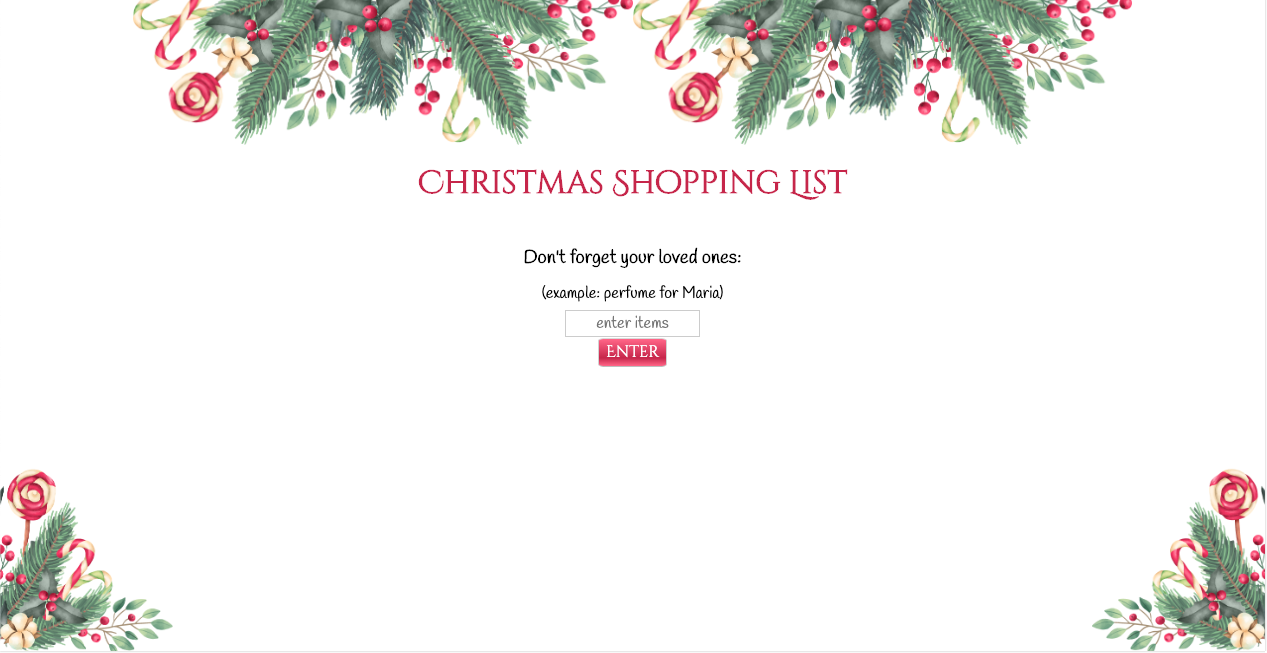 Christmas Shopping List
Don't forget your loved ones:
(example: perfume for Maria)
enter items
Enter